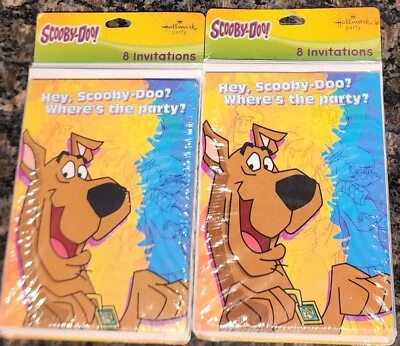 SCOOBY-DOO!
Hallmark
party
8 Invitations
Hey, Scooby-Doo?
Where's the party?
SCOOBY-DOO!
Hallmark
party
8 Invitations
Hey, Scooby-Doo?
Where's the party?